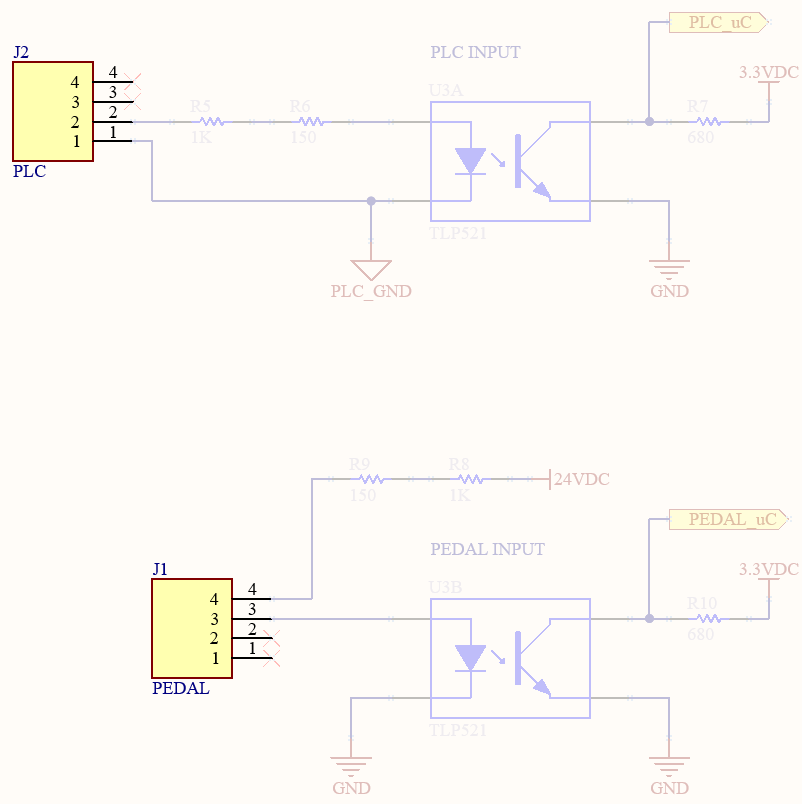 PLC_uC
J2
PLC INPUT
3.3VDC
4 4
3 3
2 2
1 1
PLC
R5
1K
R6
150
U3A
TLP521
R7
680
PLC_GND
GND
R9
150
R8
1K
24VDC
PEDAL_uC
PEDAL INPUT
J1
3.3VDC
4 4
3 3
2 2
1 1
PEDAL
U3B
TLP521
R10
680
GND
GND